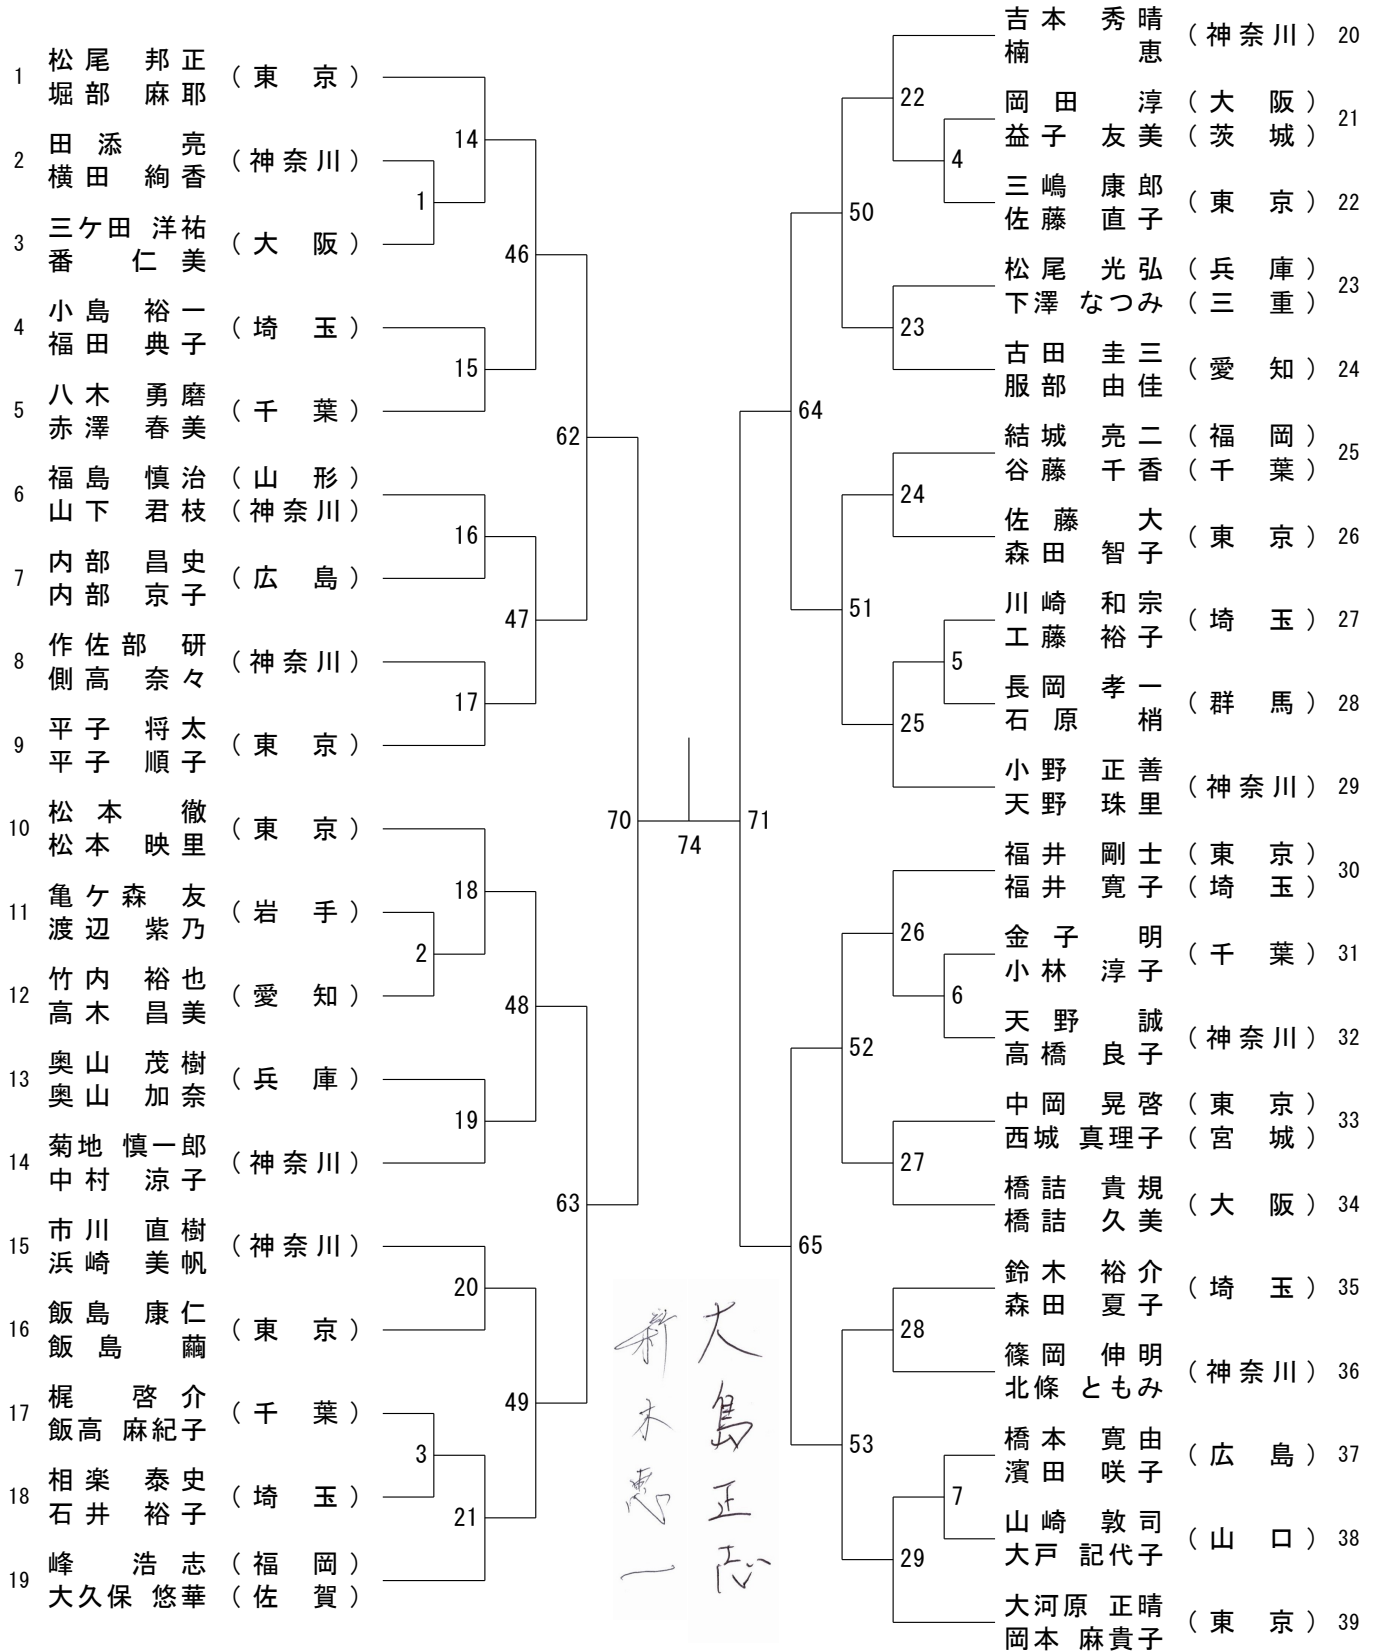 1 松尾 邦正 (東 京)
堀部 麻耶
2 田添 亮 (神奈川)
横田 絢香
3 三ケ田 洋祐 (大 阪)
番 仁美
4 小島 裕一 (埼 玉)
福田 典子
5 八木 勇磨 (千 葉)
赤澤 春美
6 福島 慎治 (山 形)
山下 君枝 (神奈川)
7 内部 昌史 (広 島)
内部 京子
8 作佐部 研 (神奈川)
側高 奈々
9 平子 将太 (東 京)
平子 順子
10 松本 徹 (東 京)
松本 映里
11 亀ケ森 友 (岩 手)
渡辺 紫乃
12 竹内 裕也 (愛 知)
高木 昌美
13 奥山 茂樹 (兵 庫)
奥山 加奈
14 菊地 慎一郎 (神奈川)
中村 涼子
15 市川 直樹 (神奈川)
浜崎 美帆
16 飯島 康仁 (東 京)
飯島 繭
17 梶 啓介 (千 葉)
飯高 麻紀子
18 相楽 泰史 (埼 玉)
石井 裕子
19 峰 浩志 (福 岡)
大久保 悠華 (佐 賀)
1
2
3
14
15
16
17
18
19
20
21
46
47
48
49
62
63
70
74
71
64
65
50
51
52
53
22
23
24
25
26
27
28
29
4
5
6
7
吉本 秀晴 (神奈川) 20
楠 恵
岡田 淳 (大 阪) 21
益子 友美 (茨 城)
三嶋 康郎 (東 京) 22
佐藤 直子
松尾 光弘 (兵 庫) 23
下澤 なつみ (三 重)
古田 圭三 (愛 知) 24
服部 由佳
結城 亮二 (福 岡) 25
谷藤 千香 (千 葉)
佐藤 大 (東 京) 26
森田 智子
川崎 和宗 (埼 玉) 27
工藤 裕子
長岡 孝一 (群 馬) 28
石原 梢
小野 正善 (神奈川) 29
天野 珠里
福井 剛士 (東 京) 30
福井 寛子 (埼 玉)
金子 明 (千 葉) 31
小林 淳子
天野 誠 (神奈川) 32
高橋 良子
中岡 晃啓 (東 京) 33
西城 真理子 (宮 城)
橋詰 貴規 (大 阪) 34
橋詰 久美
鈴木 裕介 (埼 玉) 35
森田 夏子
篠岡 伸明 (神奈川) 36
北條 ともみ
橋本 寛由 (広 島) 37
濱田 咲子
山崎 敦司 (山 口) 38
大戸 記代子
大河原 正晴 (東 京) 39
岡本 麻貴子
大島正志
新木恵一